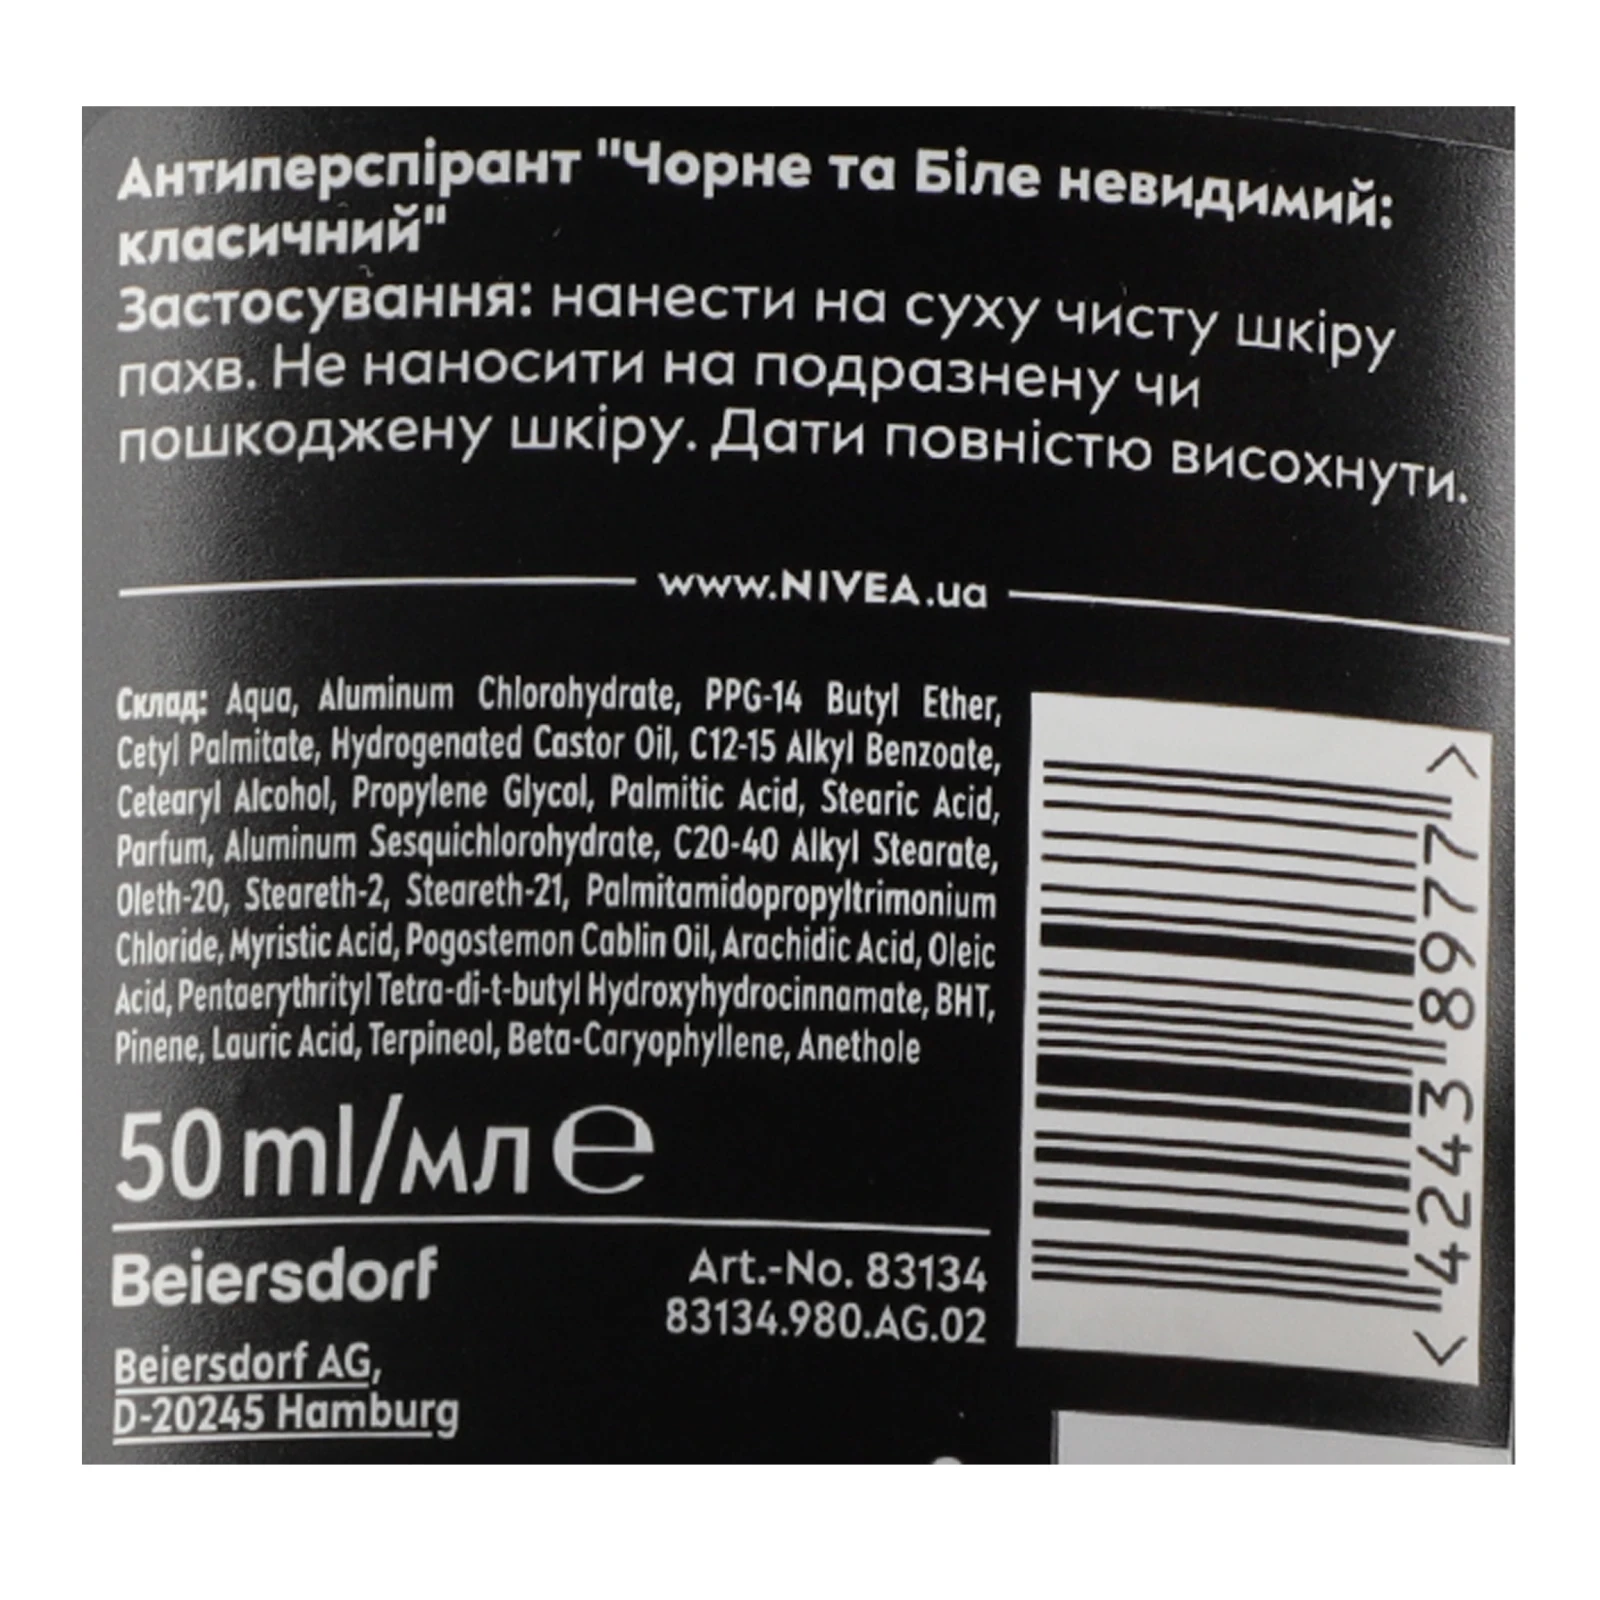 Антиперспірант "Чорне та Біле невидимий:
класичний"
Застосування: нанести на суху чисту шкіру
пахв. Не наносити на подразнену чи
пошкоджену шкіру. Дати повністю висохнути.
www.NIVEA.ua
Склад: Aqua, Aluminum Chlorohydrate, PPG-14 Butyl Ether,
Cetyl Palmitate, Hydrogenated Castor Oil, C12-15 Alkyl Benzoate,
Cetearyl Alcohol, Propylene Glycol, Palmitic Acid, Stearic Acid,
Parfum, Aluminum Sesquichlorohydrate, C20-40 Alkyl Stearate,
Oleth-20, Steareth-2, Steareth-21, Palmitamidopropyltrimonium
Chloride, Myristic Acid, Pogostemon Cablin Oil, Arachidic Acid, Oleic
Acid, Pentaerythrityl Tetra-di-t-butyl Hydroxyhydrocinnamate, BHT,
Pinene, Lauric Acid, Terpineol, Beta-Caryophyllene, Anethole
50 ml/мл e
Beiersdorf
Art.-No. 83134
83134.980.AG.02
Beiersdorf AG,
D-20245 Hamburg
<4243 8977>